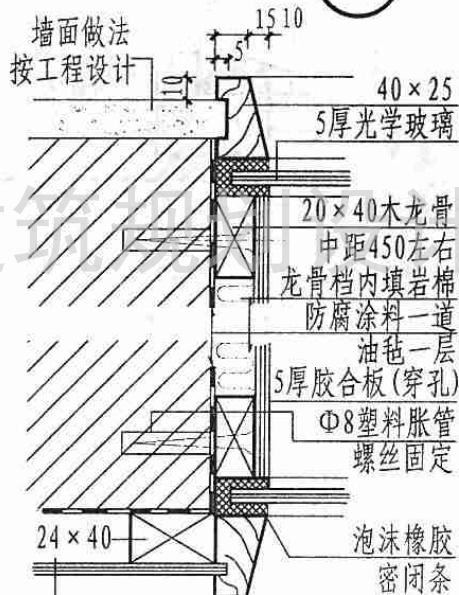 15 10
5
10
墙面做法
按工程设计
40×25
5厚光学玻璃
20×40木龙骨
中距450左右
龙骨档内填岩棉
防腐涂料一道
油毡一层
5厚胶合板(穿孔)
Φ8塑料胀管
螺丝固定
24×40
泡沫橡胶
密闭条